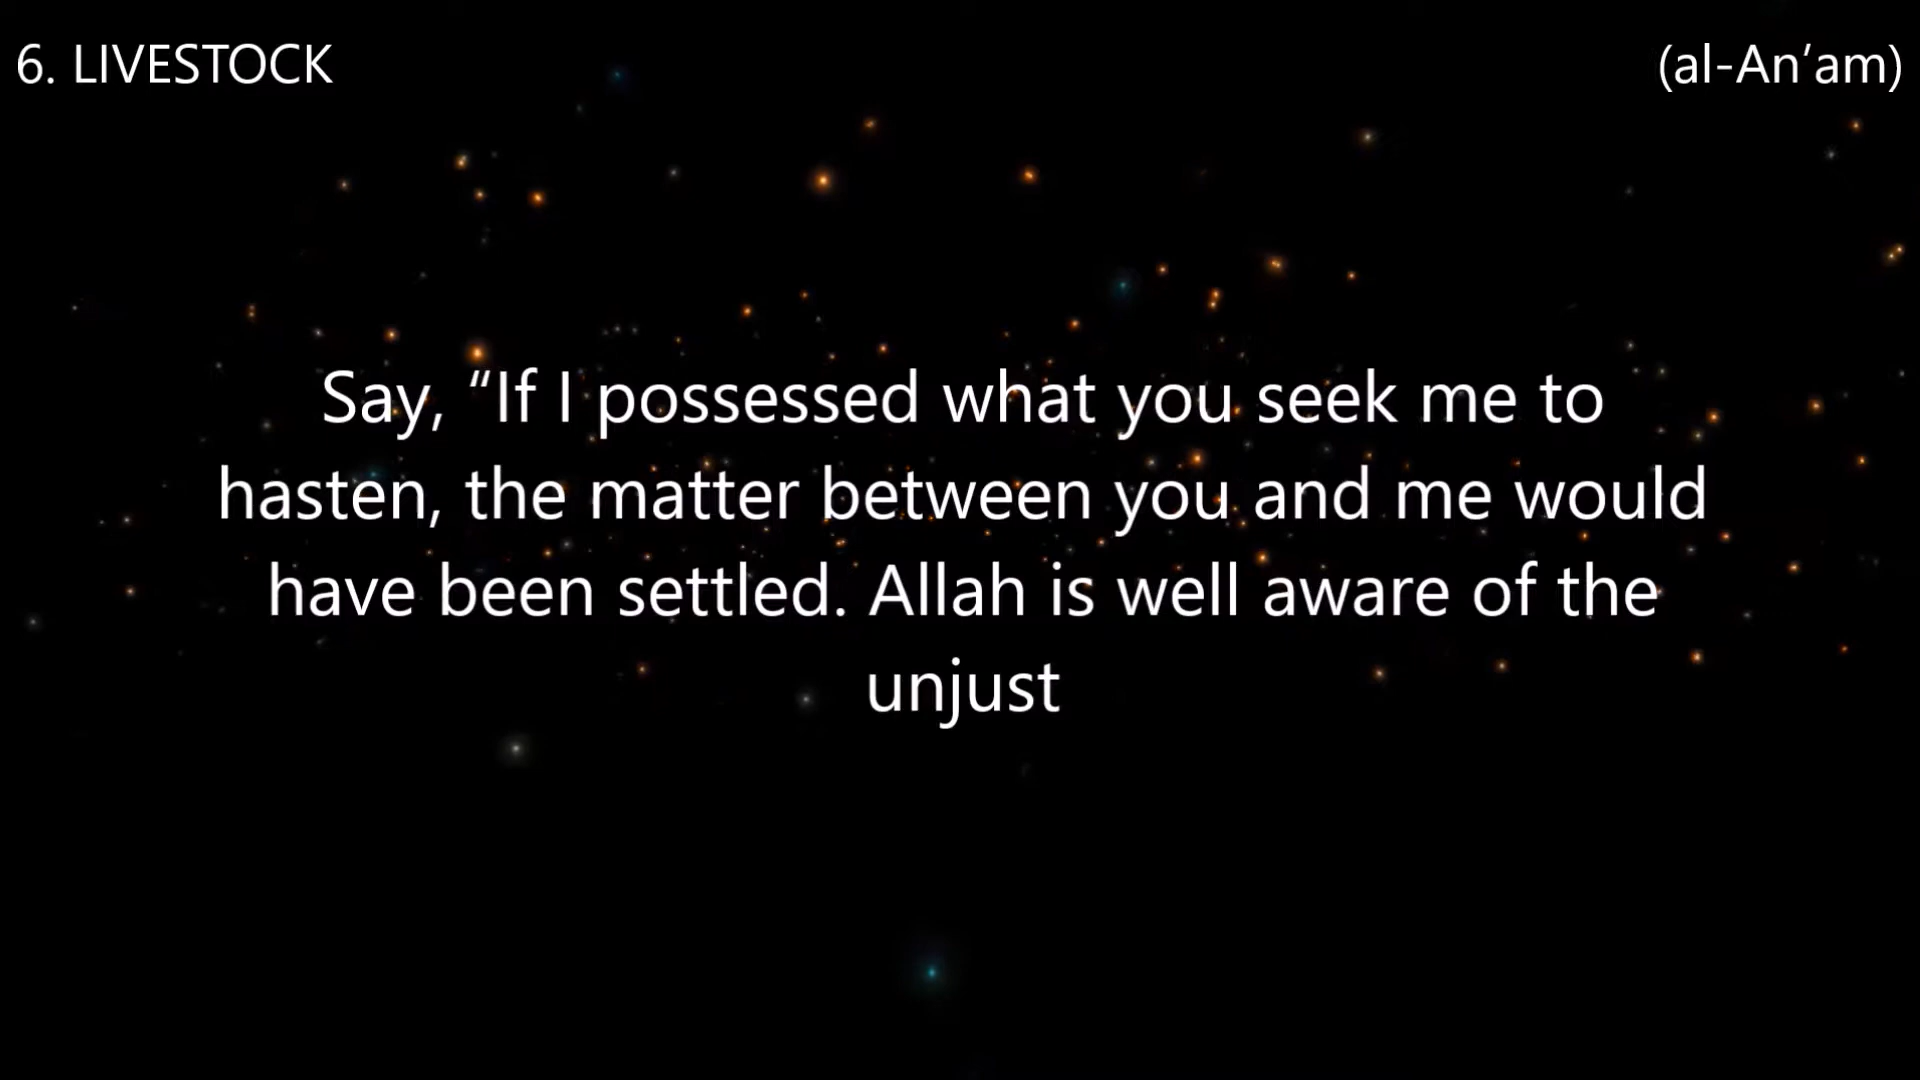 6. LIVESTOCK
(al-An’am)
Say, “If I possessed what you seek me to
hasten, the matter between you and me would
have been settled. Allah is well aware of the
unjust